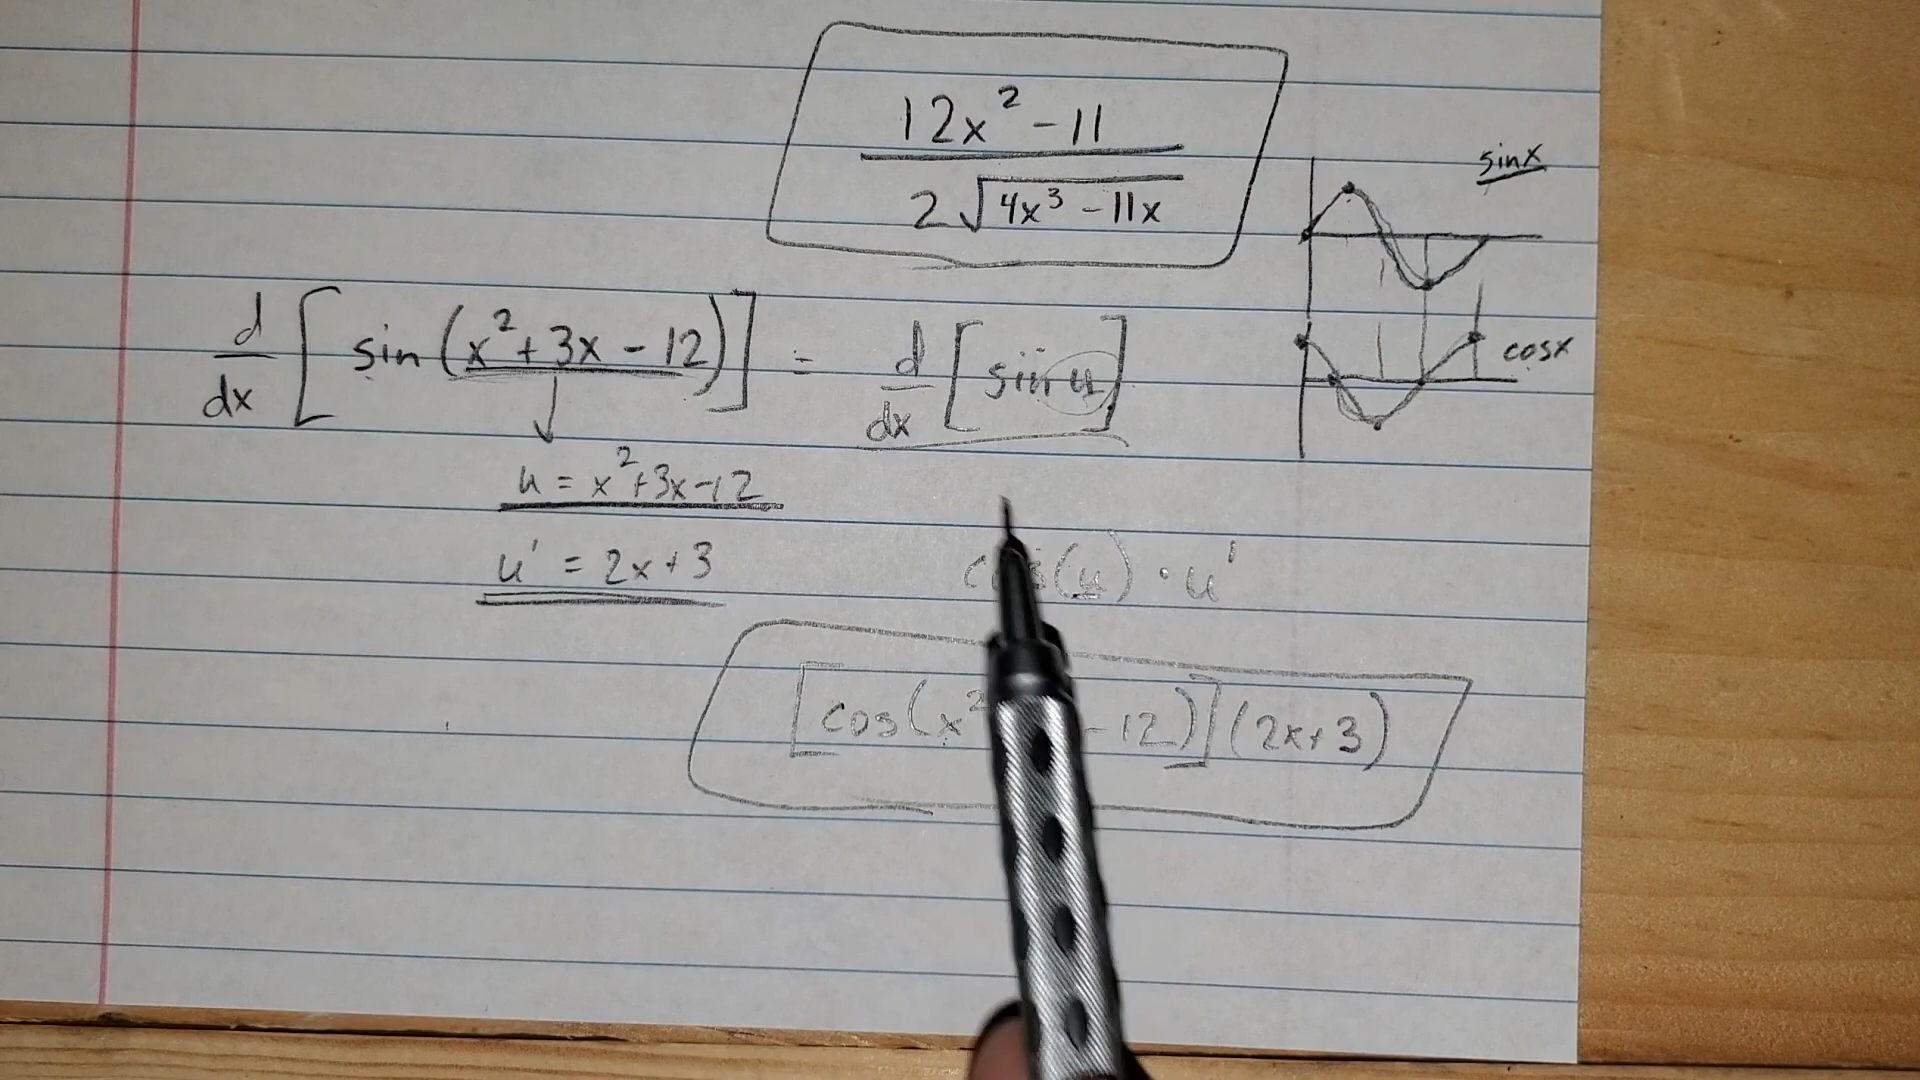 12x² - 11
2√4x³ - 11x
sinx
d/dx [sin(x² + 3x - 12)] = d/dx [sin u]
cosx
u = x² + 3x - 12
u' = 2x + 3
(u) · u'
[cos(x² - 12)](2x + 3)